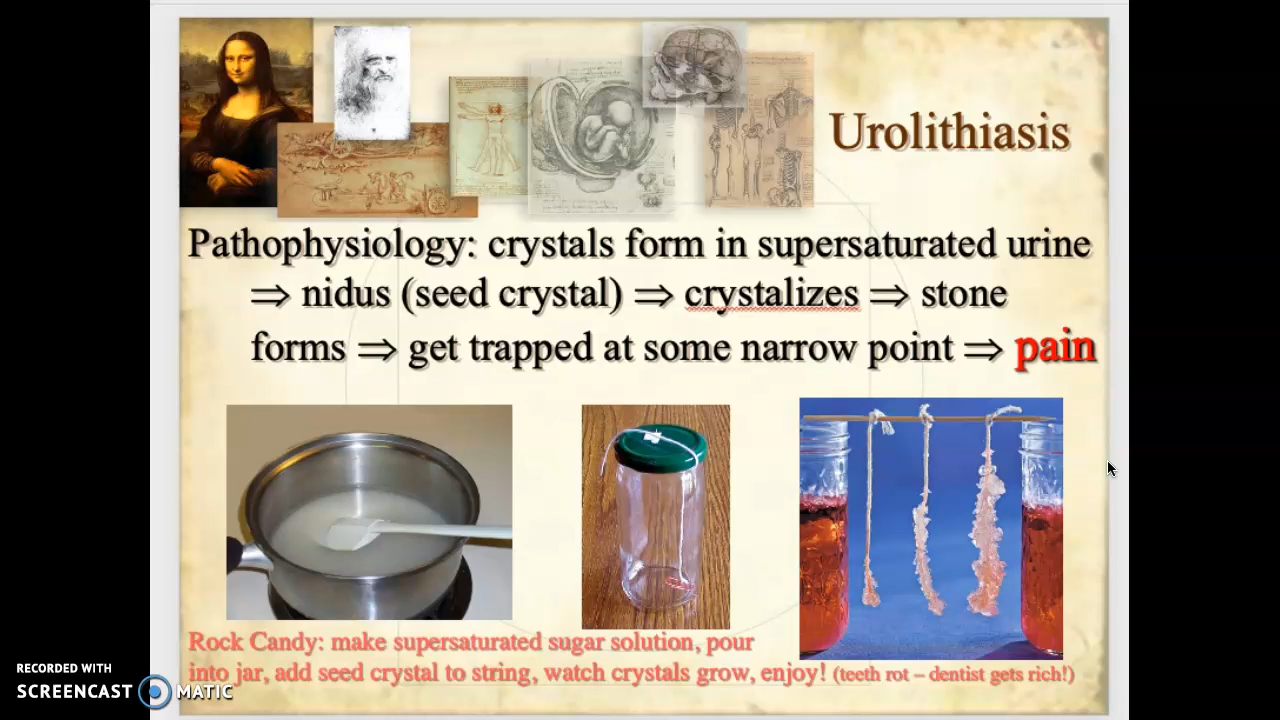 Urolithiasis
Pathophysiology: crystals form in supersaturated urine
⇒ nidus (seed crystal) ⇒ crystalizes ⇒ stone
forms ⇒ get trapped at some narrow point ⇒ pain
Rock Candy: make supersaturated sugar solution, pour
into jar, add seed crystal to string, watch crystals grow, enjoy! (teeth rot – dentist gets rich!)
RECORDED WITH
SCREENCAST MATIC